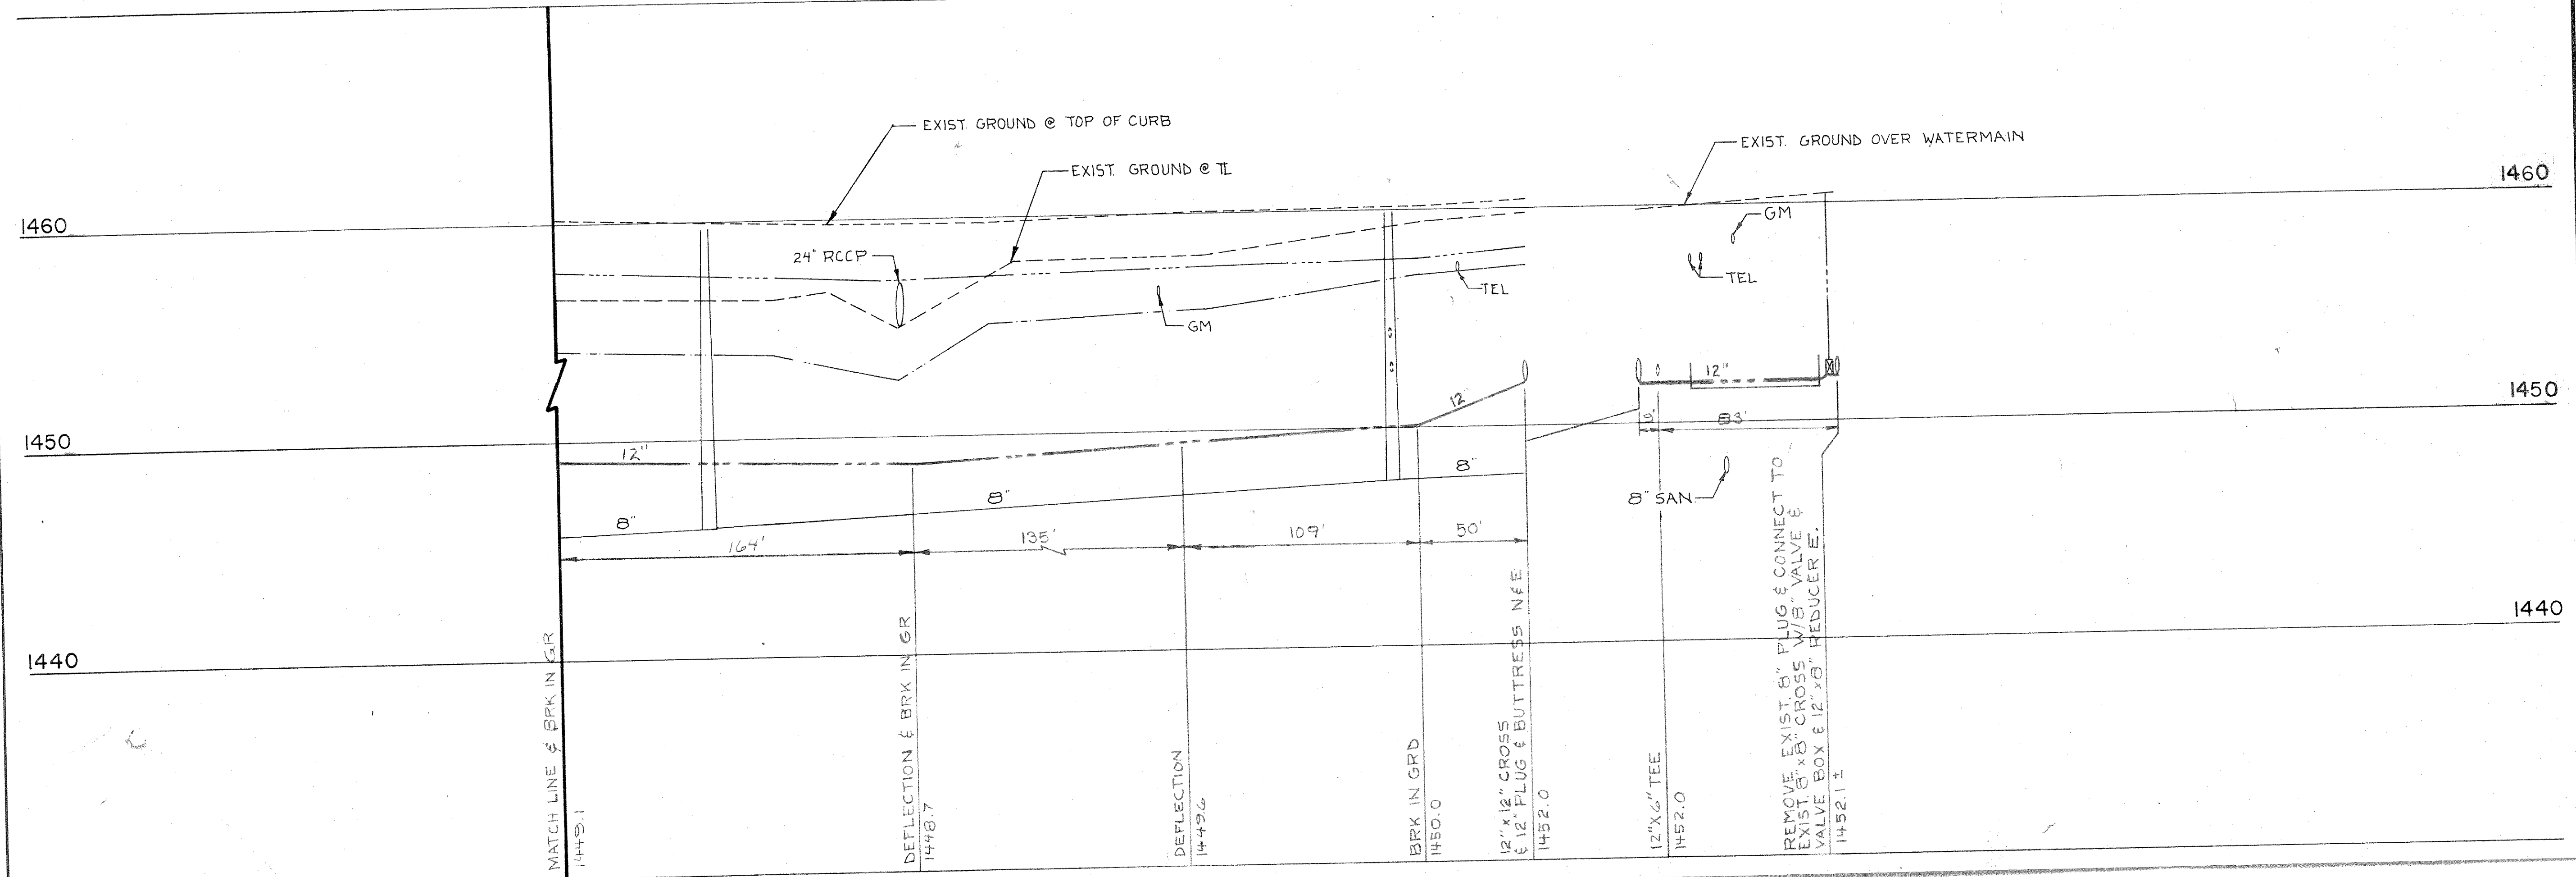 EXIST. GROUND @ TOP OF CURB
EXIST. GROUND @
EXIST. GROUND OVER WATERMAIN
1460
1460
GM
24" RCCP
TEL
TEL
GM
12"
12
1450
1450
9'
83'
12"
8"
8"
8"
8" SAN.
164'
135'
109'
50'
1440
1440
MATCH LINE & BRK IN GR
1449.1
DEFLECTION & BRK IN GR
1448.7
DEFLECTION
1449.6
BRK IN GRD
1450.0
12" x 12" CROSS
& 12" PLUG & BUTTRESS N&E
1452.0
12"X6" TEE
1452.0
REMOVE EXIST. 8" PLUG & CONNECT TO
EXIST. 8"x8" CROSS W/8" VALVE &
VALVE BOX & 12"x8" REDUCER E.
1452.1 ±